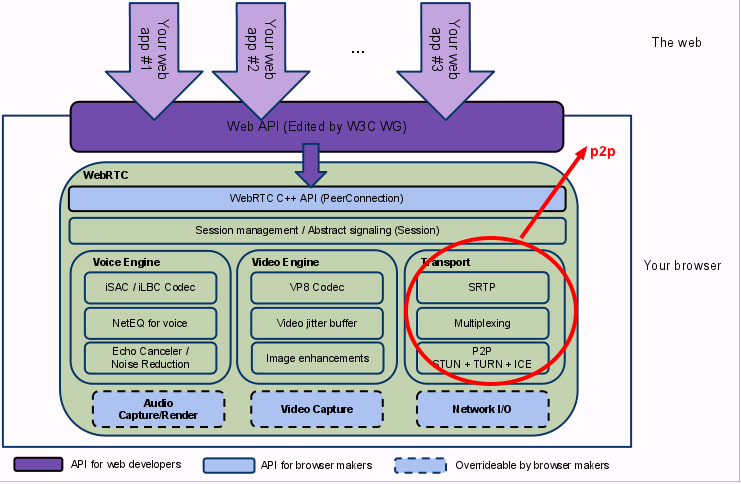 Your web
app #1
Your web
app #2
...
Your web
app #3
The web
Web API (Edited by W3C WG)
p2p
WebRTC
WebRTC C++ API (PeerConnection)
Session management / Abstract signaling (Session)
Your browser
Voice Engine
iSAC / iLBC Codec
NetEQ for voice
Echo Canceler /
Noise Reduction
Video Engine
VP8 Codec
Video jitter buffer
Image enhancements
Transport
SRTP
Multiplexing
P2P
STUN + TURN + ICE
Audio
Capture/Render
Video Capture
Network I/O
API for web developers
API for browser makers
Overrideable by browser makers